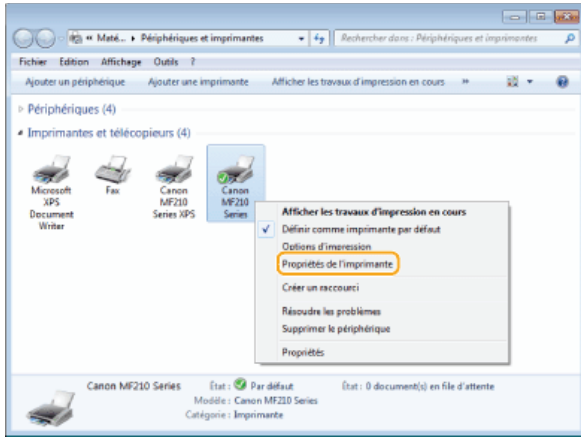 « Maté... ▸ Périphériques et imprimantes
Rechercher dans : Périphériques et imprimantes
Fichier Edition Affichage Outils ?
Ajouter un périphérique Ajouter une imprimante Afficher les travaux d'impression en cours »
Périphériques (4)
Imprimantes et télécopieurs (4)
Microsoft XPS Document Writer
Fax
Canon MF210 Series XPS
Canon MF210 Series
Afficher les travaux d'impression en cours
Définir comme imprimante par défaut
Options d'impression
Propriétés de l'imprimante
Créer un raccourci
Résoudre les problèmes
Supprimer le périphérique
Propriétés
Canon MF210 Series État : Par défaut État : 0 document(s) en file d'attente
Modèle : Canon MF210 Series
Catégorie : Imprimante